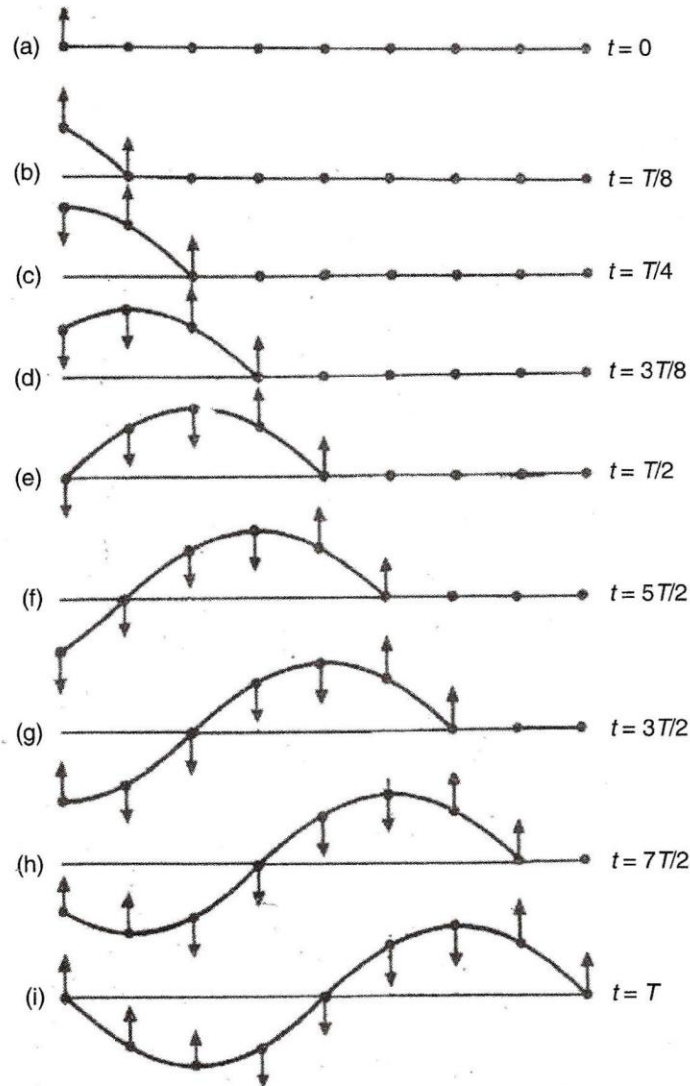 (a) t = 0
(b) t = T/8
(c) t = T/4
(d) t = 3T/8
(e) t = T/2
(f) t = 5T/2
(g) t = 3T/2
(h) t = 7T/2
(i) t = T